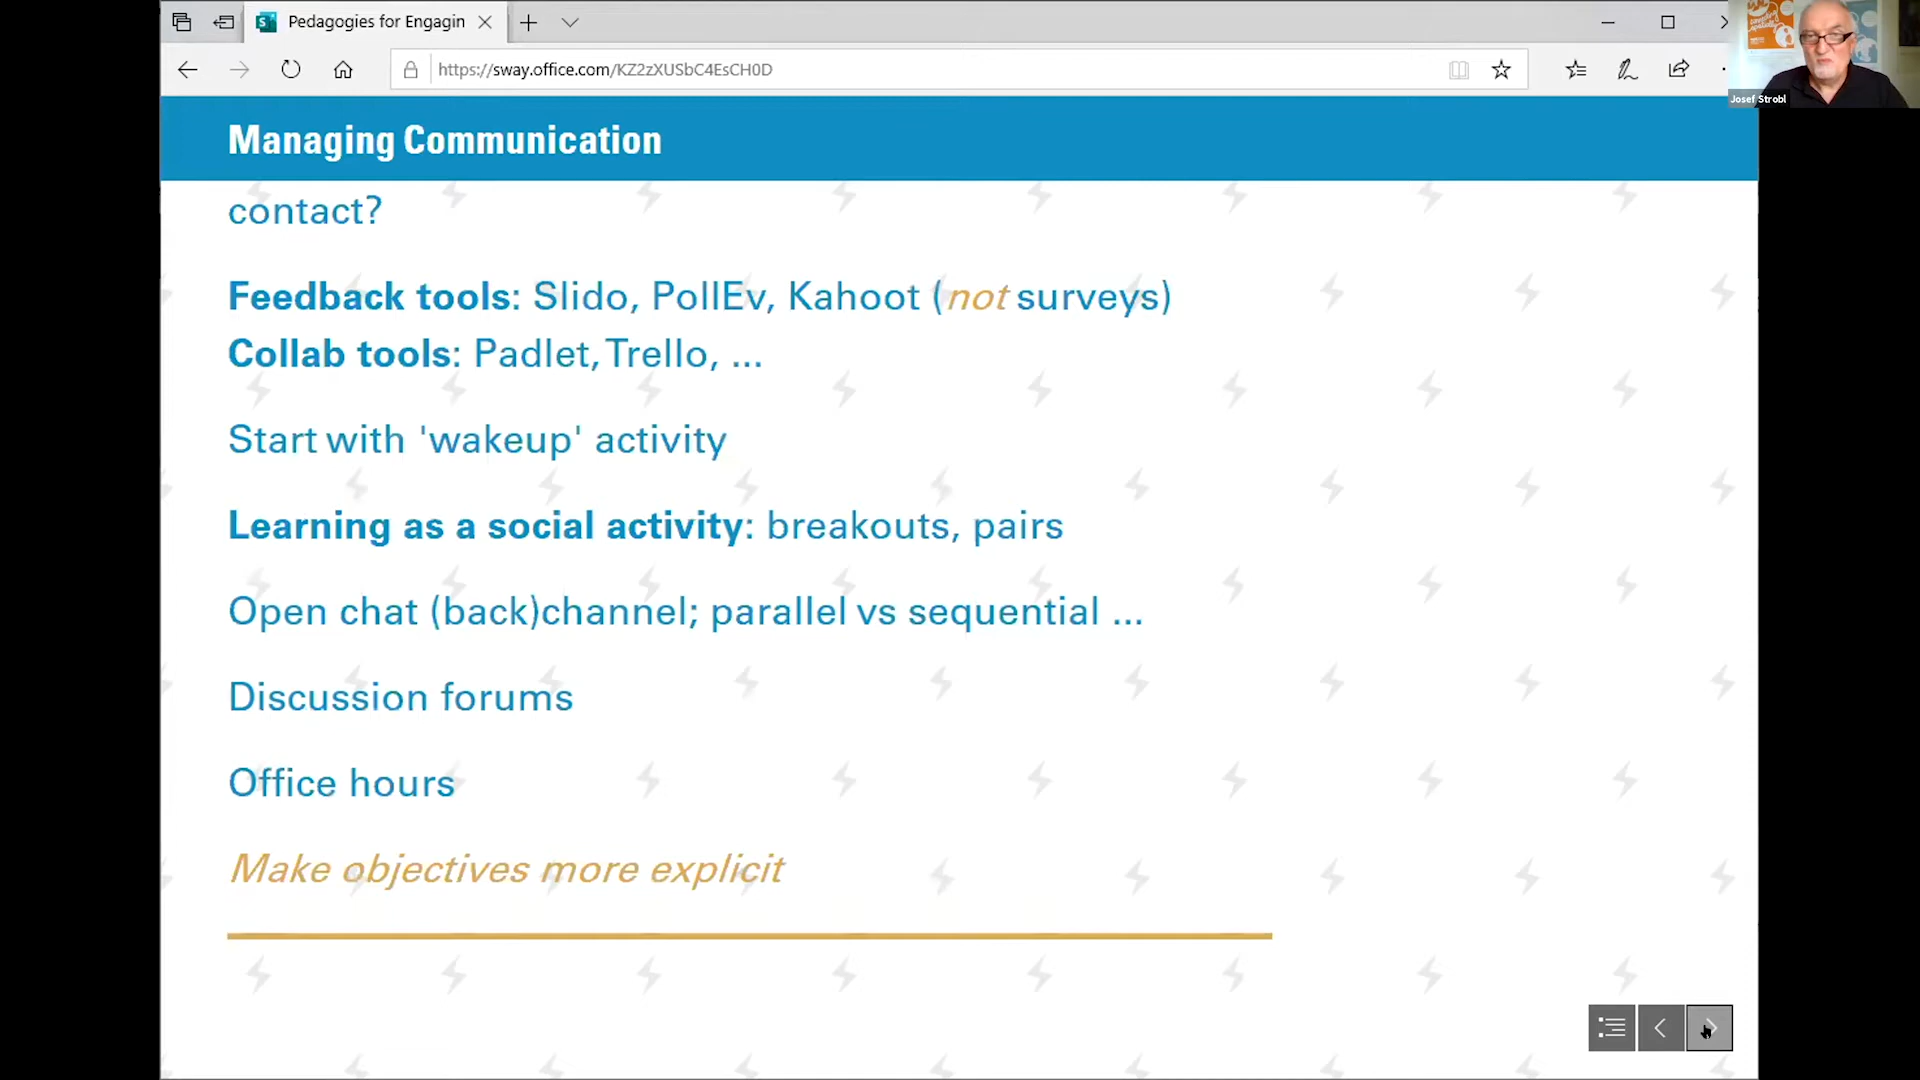 Pedagogies for Engagin
https://sway.office.com/KZ2zXUSbC4EsCH0D
Josef Strobl
Managing Communication
contact?
Feedback tools: Slido, PollEv, Kahoot (not surveys)
Collab tools: Padlet, Trello, ...
Start with 'wakeup' activity
Learning as a social activity: breakouts, pairs
Open chat (back)channel; parallel vs sequential ...
Discussion forums
Office hours
Make objectives more explicit